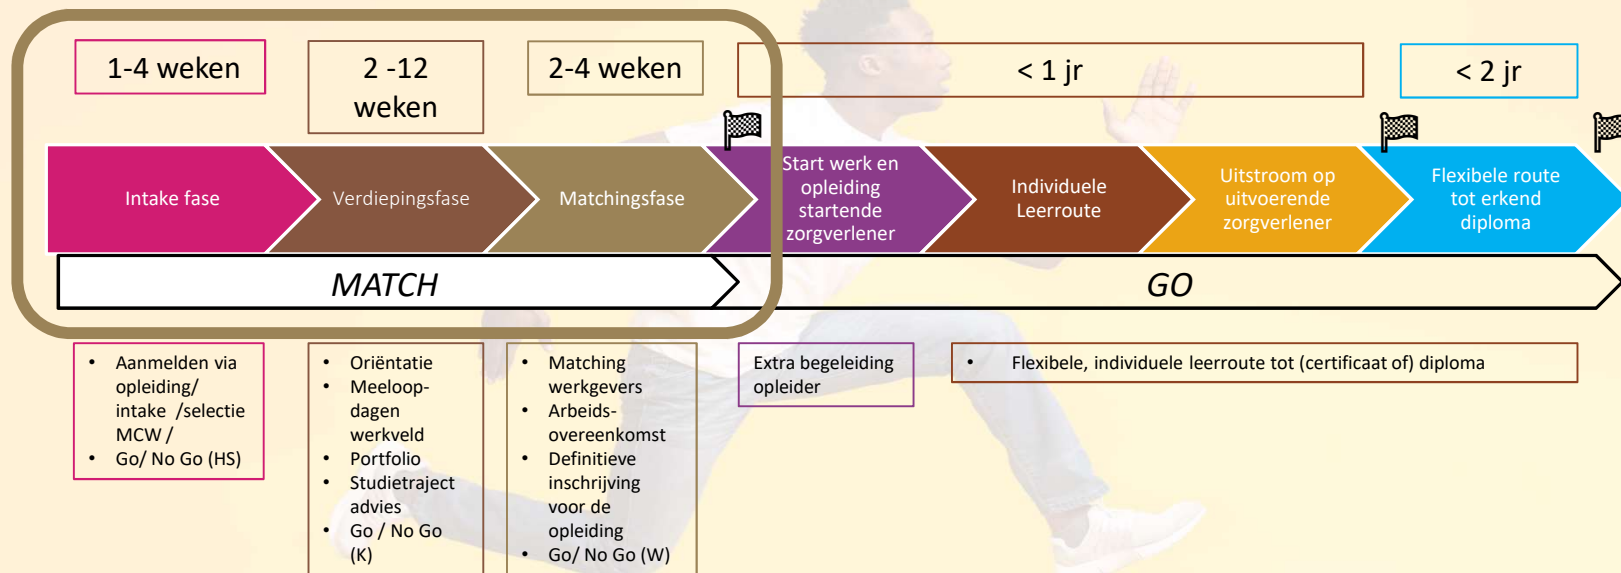 1-4 weken
2 -12
weken
2-4 weken
< 1 jr
< 2 jr
Intake fase
Verdiepingsfase
Matchingsfase
Start werk en
opleiding
startende
zorgverlener
Individuele
Leerroute
Uitstroom op
uitvoerende
zorgverlener
Flexibele route
tot erkend
diploma
MATCH
GO
• Aanmelden via
opleiding/
intake /selectie
MCW /
• Go/ No Go (HS)
• Oriëntatie
• Meeloop-
dagen
werkveld
• Portfolio
• Studietraject
advies
• Go / No Go
(K)
• Matching
werkgevers
• Arbeids-
overeenkomst
• Definitieve
inschrijving
voor de
opleiding
• Go/ No Go (W)
Extra begeleiding
opleider
• Flexibele, individuele leerroute tot (certificaat of) diploma